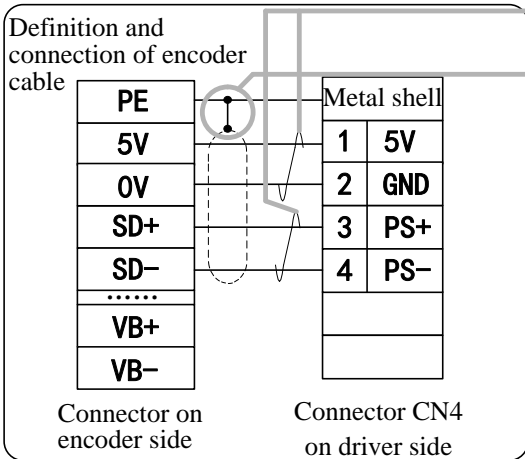 Definition and
connection of encoder
cable
PE
5V
0V
SD+
SD-
......
VB+
VB-
Metal shell
1 5V
2 GND
3 PS+
4 PS-
Connector on
encoder side
Connector CN4
on driver side